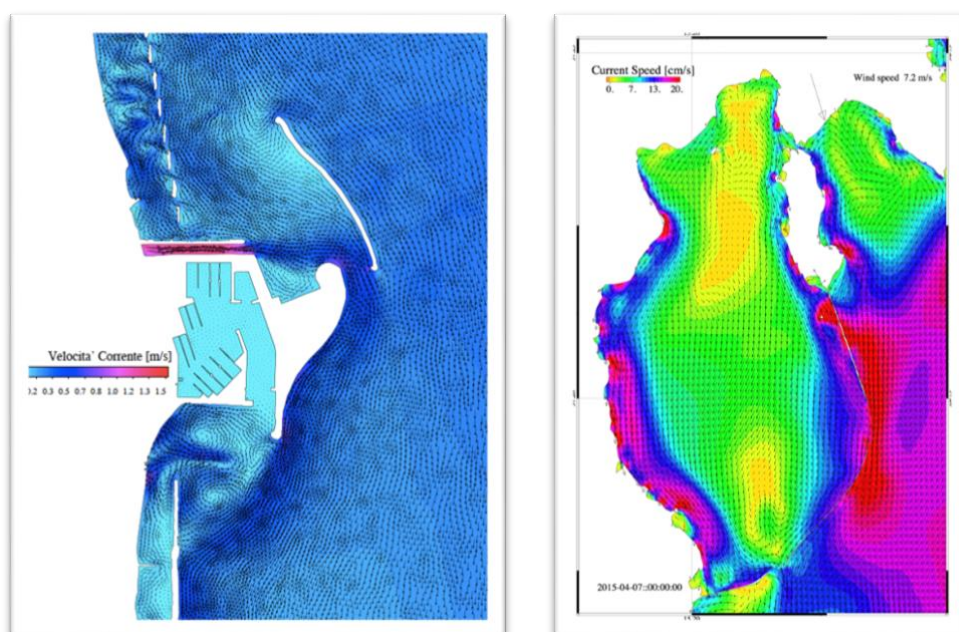 Velocita` Corrente [m/s]
0.2 0.3 0.5 0.7 0.8 1.0 1.2 1.3 1.5
Current Speed [cm/s]
0. 7. 13. 20.
Wind speed 7.2 m/s
2015-04-07::00:00:00